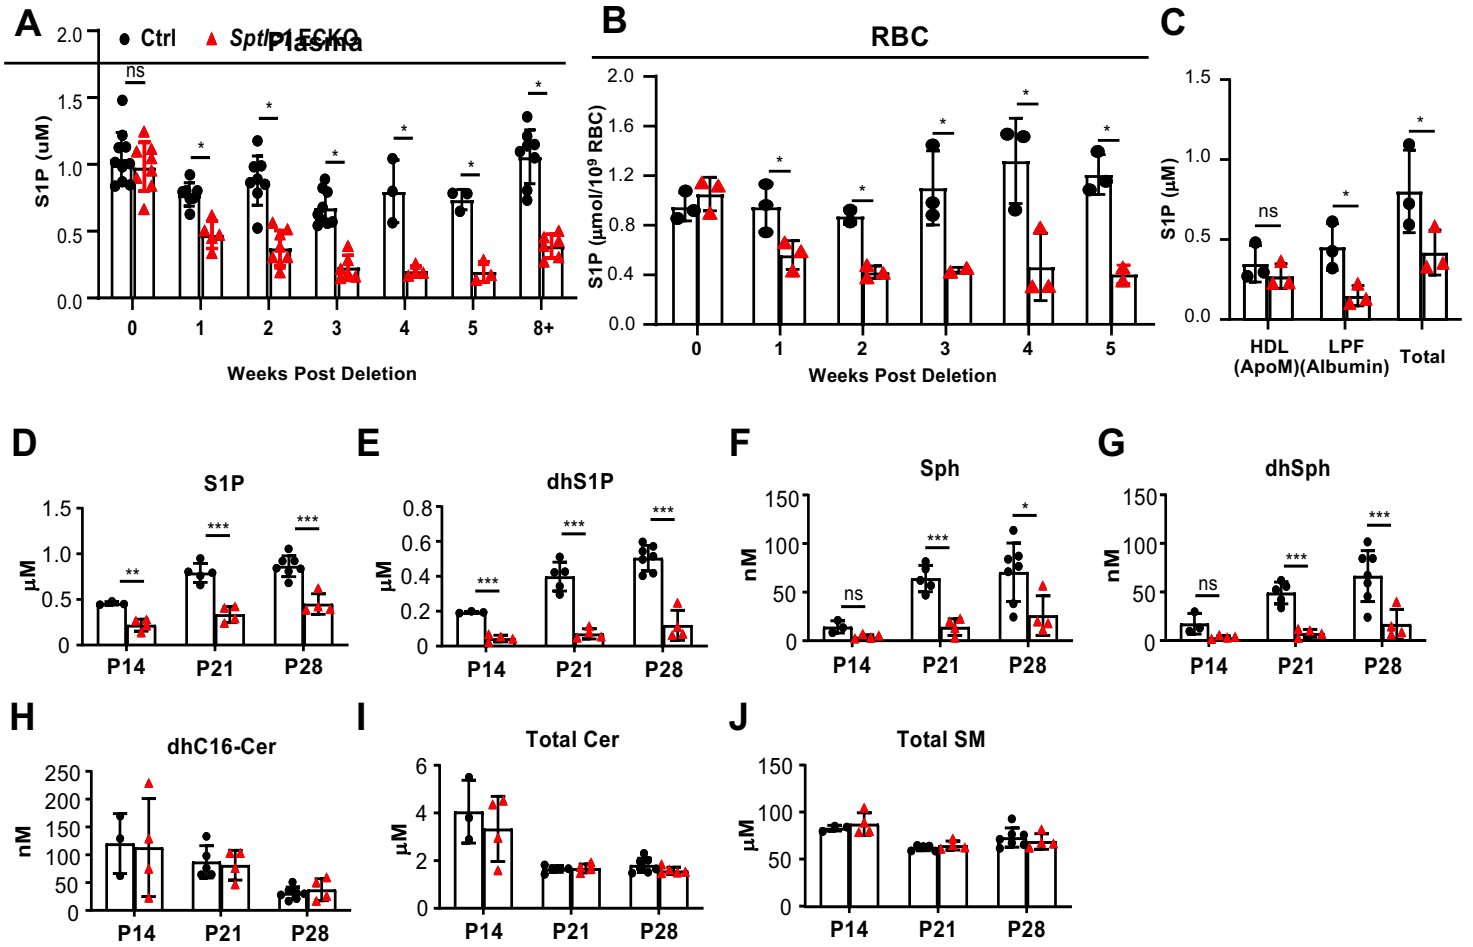 A
2.0
Ctrl
Sptlc1 ECKO
Plasma
ns
*
*
*
*
*
*
1.5
1.0
0.5
0.0
S1P (uM)
0 1 2 3 4 5 8+
Weeks Post Deletion
B
RBC
2.0
1.6
1.2
0.8
0.4
0.0
S1P (μmol/10⁹ RBC)
*
*
*
*
*
0 1 2 3 4 5
Weeks Post Deletion
C
1.5
1.0
0.5
0.0
S1P (μM)
ns
*
*
HDL LPF Total
(ApoM)(Albumin)
D
S1P
1.5
1.0
0.5
0
μM
** *** ***
P14 P21 P28
E
dhS1P
0.8
0.6
0.4
0.2
0
μM
*** *** ***
P14 P21 P28
F
Sph
150
100
50
0
nM
ns *** *
P14 P21 P28
G
dhSph
150
100
50
0
nM
ns *** ***
P14 P21 P28
H
dhC16-Cer
250
200
150
100
50
0
nM
P14 P21 P28
I
Total Cer
6
4
2
0
μM
P14 P21 P28
J
Total SM
150
100
50
0
μM
P14 P21 P28